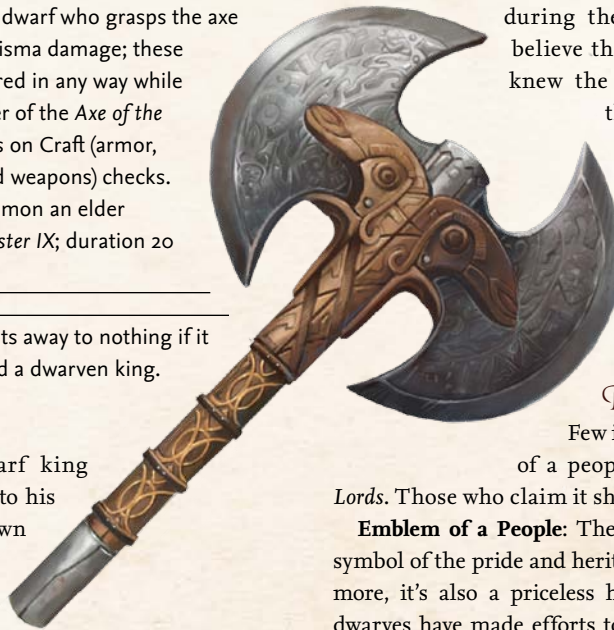 dwarf who grasps the axe
isma damage; these
red in any way while
er of the Axe of the
s on Craft (armor,
d weapons) checks.
mmon an elder
ster IX; duration 20
ts away to nothing if it
d a dwarven king.
arf king
to his
wn
during the
believe th
knew the
t
Few i
of a peop
Lords. Those who claim it sh
Emblem of a People: The
symbol of the pride and herit
more, it's also a priceless h
dwarves have made efforts to